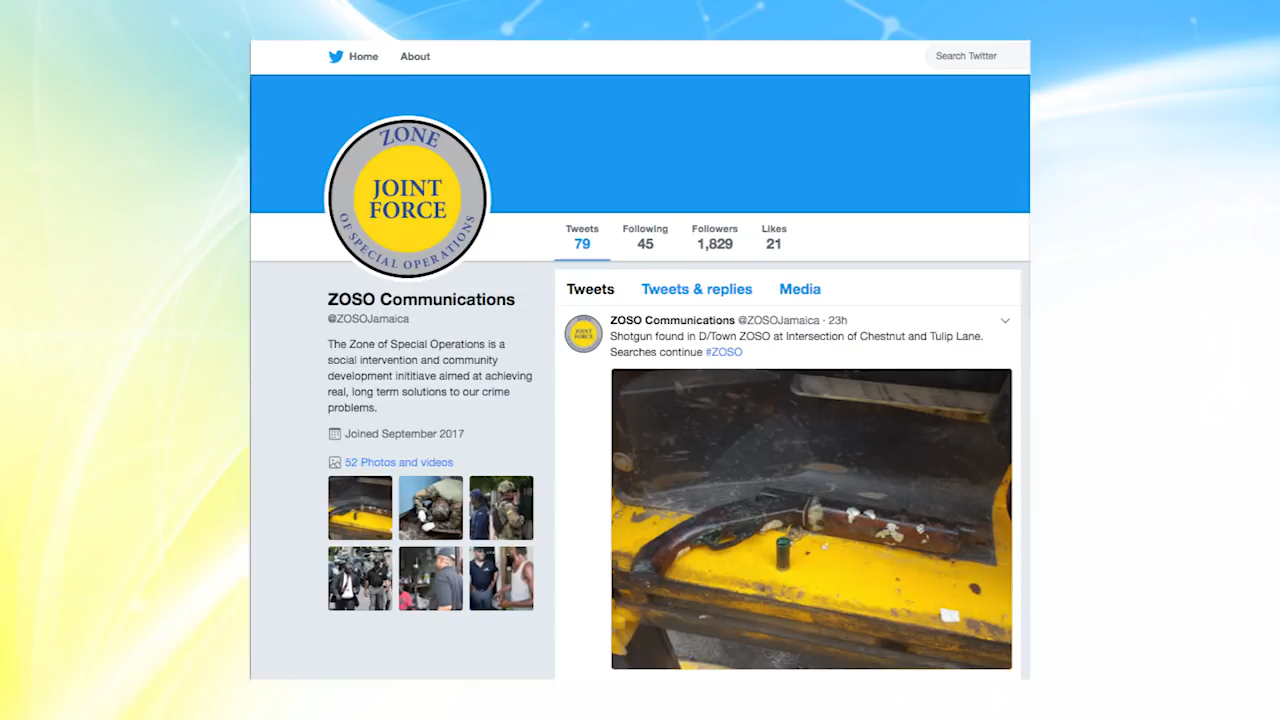 Home About Search Twitter
ZONE
JOINT
FORCE
OF SPECIAL OPERATIONS
Tweets Following Followers Likes
79 45 1,829 21
ZOSO Communications
@ZOSOJamaica
The Zone of Special Operations is a
social intervention and community
development inititiave aimed at achieving
real, long term solutions to our crime
problems.
Joined September 2017
52 Photos and videos
Tweets Tweets & replies Media
ZONE
JOINT
FORCE
ZOSO Communications @ZOSOJamaica · 23h
Shotgun found in D/Town ZOSO at Intersection of Chestnut and Tulip Lane.
Searches continue #ZOSO